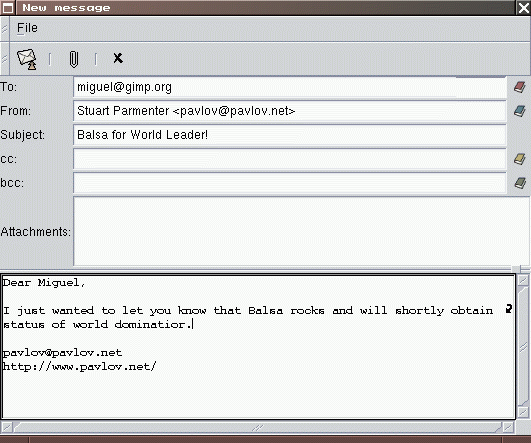 New message
File
To: miguel@gimp.org
From: Stuart Parmenter <pavlov@pavlov.net>
Subject: Balsa for World Leader!
cc:
bcc:
Attachments:
Dear Miguel,
I just wanted to let you know that Balsa rocks and will shortly obtain
status of world dominatior.
pavlov@pavlov.net
http://www.pavlov.net/